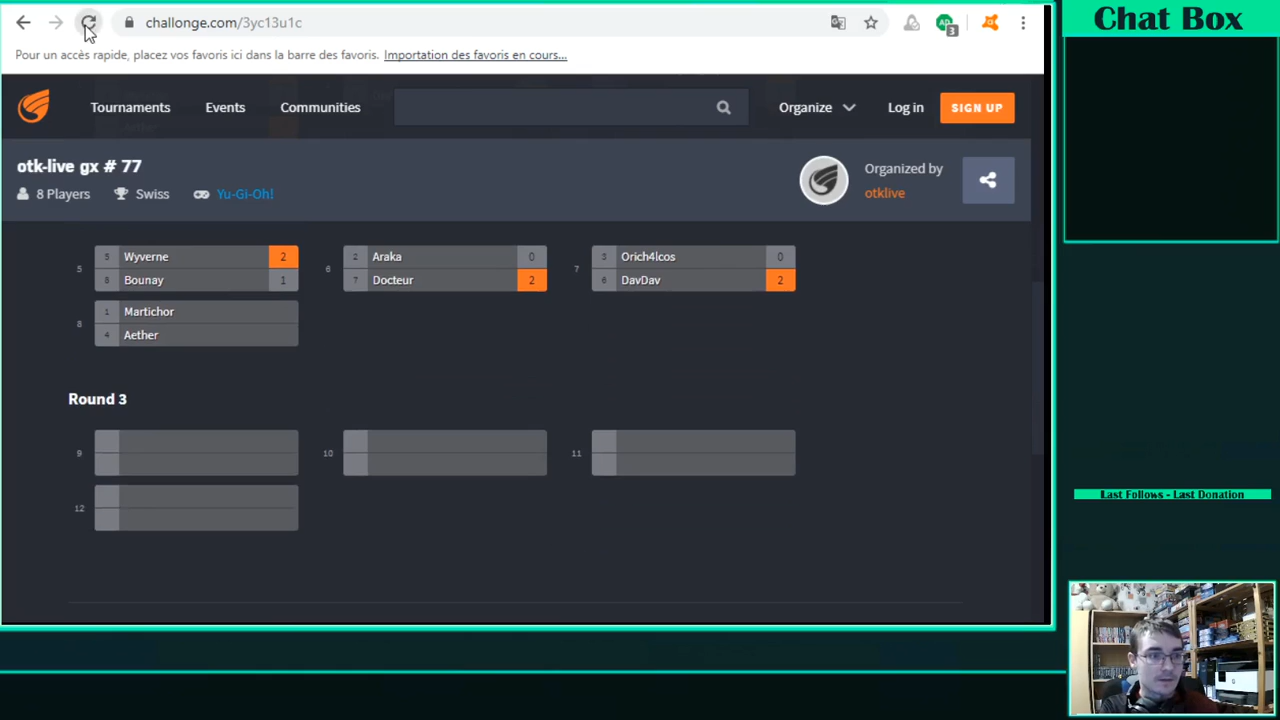 challonge.com/3yc13u1c
AD 3
Chat Box
Pour un accès rapide, placez vos favoris ici dans la barre des favoris. Importation des favoris en cours...
Tournaments Events Communities Organize Log in SIGN UP
otk-live gx # 77
8 Players Swiss Yu-Gi-Oh!
Organized by
otklive
5 Wyverne 2
Bounay 1
5
6 2 Araka 0
7 Docteur 2
7 Orich4lcos 0
6 DavDav 2
8 1 Martichor
4 Aether
Round 3
9 10 11
12
Last Follows - Last Donation